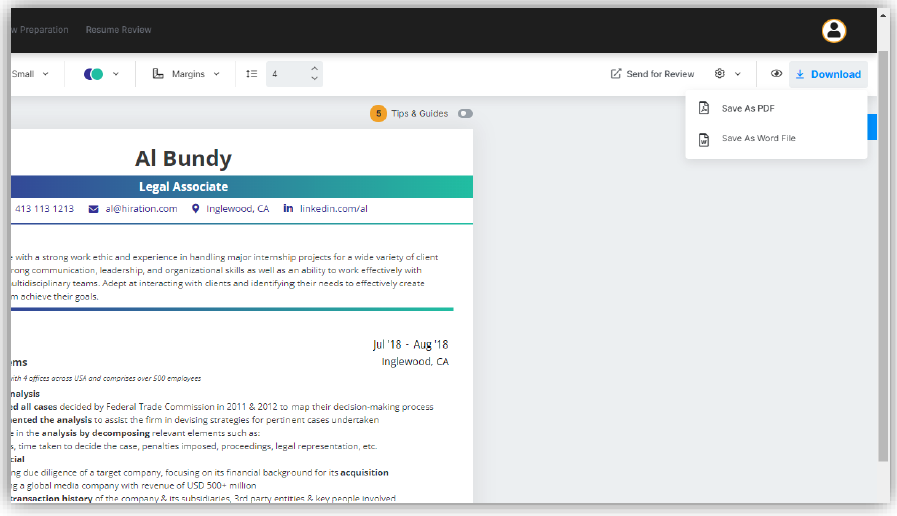 w Preparation Resume Review
Small Margins 4 Send for Review Download
Save As PDF
Save As Word File
5 Tips & Guides
Al Bundy
Legal Associate
413 113 1213 al@hiration.com Inglewood, CA in linkedin.com/al
e with a strong work ethic and experience in handling major internship projects for a wide variety of client
rong communication, leadership, and organizational skills as well as an ability to work effectively with
ultidisciplinary teams. Adept at interacting with clients and identifying their needs to effectively create
m achieve their goals.
Jul '18 - Aug '18
ems Inglewood, CA
with 4 offices across USA and comprises over 500 employees
nalysis
ed all cases decided by Federal Trade Commission in 2011 & 2012 to map their decision-making process
ented the analysis to assist the firm in devising strategies for pertinent cases undertaken
e in the analysis by decomposing relevant elements such as:
s, time taken to decide the case, penalties imposed, proceedings, legal representation, etc.
cial
ng due diligence of a target company, focusing on its financial background for its acquisition
ng a global media company with revenue of USD 500+ million
transaction history of the company & its subsidiaries, 3rd party entities & key people involved